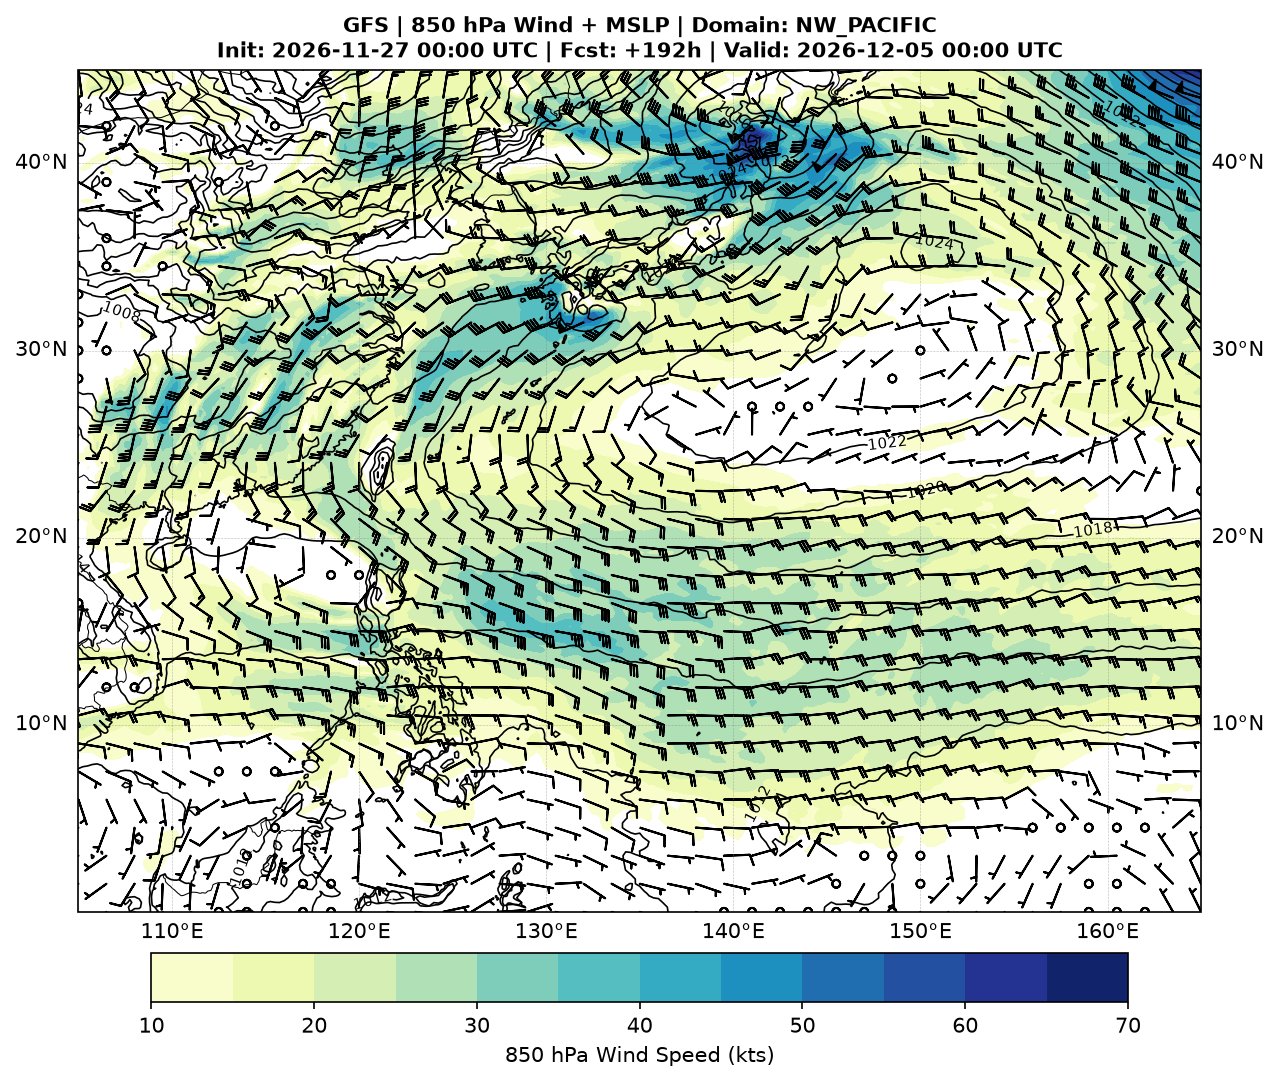 GFS | 850 hPa Wind + MSLP | Domain: NW_PACIFIC
Init: 2026-11-27 00:00 UTC | Fcst: +192h | Valid: 2026-12-05 00:00 UTC
40°N
40°N
1024
1008
30°N
30°N
1022
1020
1018
20°N
20°N
10°N
10°N
1012
110°E
120°E
130°E
140°E
150°E
160°E
10
20
30
40
50
60
70
850 hPa Wind Speed (kts)